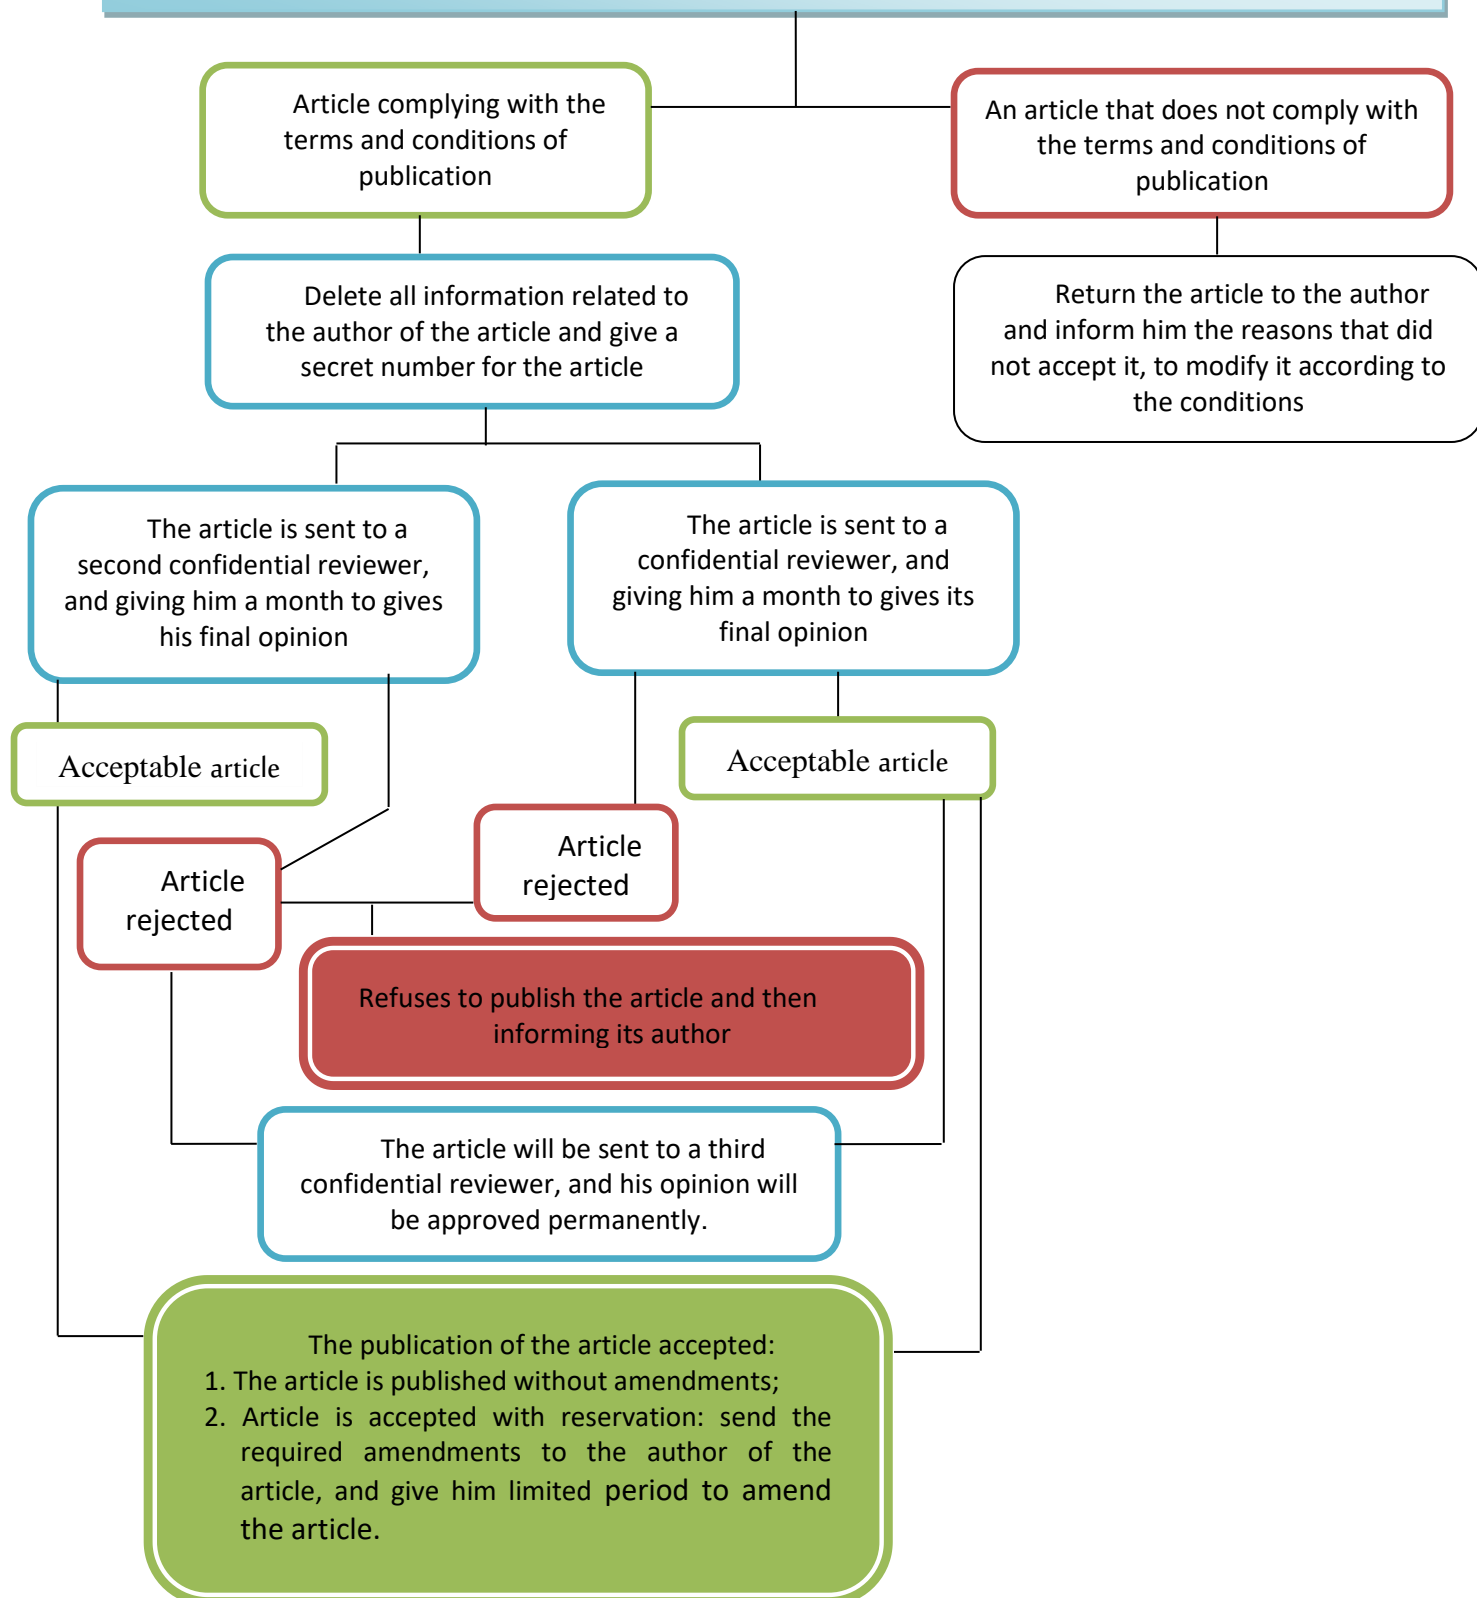 Article complying with the
terms and conditions of
publication
An article that does not comply with
the terms and conditions of
publication
Delete all information related to
the author of the article and give a
secret number for the article
Return the article to the author
and inform him the reasons that did
not accept it, to modify it according to
the conditions
The article is sent to a
second confidential reviewer,
and giving him a month to gives
his final opinion
The article is sent to a
confidential reviewer, and
giving him a month to gives its
final opinion
Acceptable article
Acceptable article
Article
rejected
Article
rejected
Refuses to publish the article and then
informing its author
The article will be sent to a third
confidential reviewer, and his opinion will
be approved permanently.
The publication of the article accepted:
1. The article is published without amendments;
2. Article is accepted with reservation: send the
required amendments to the author of the
article, and give him limited period to amend
the article.